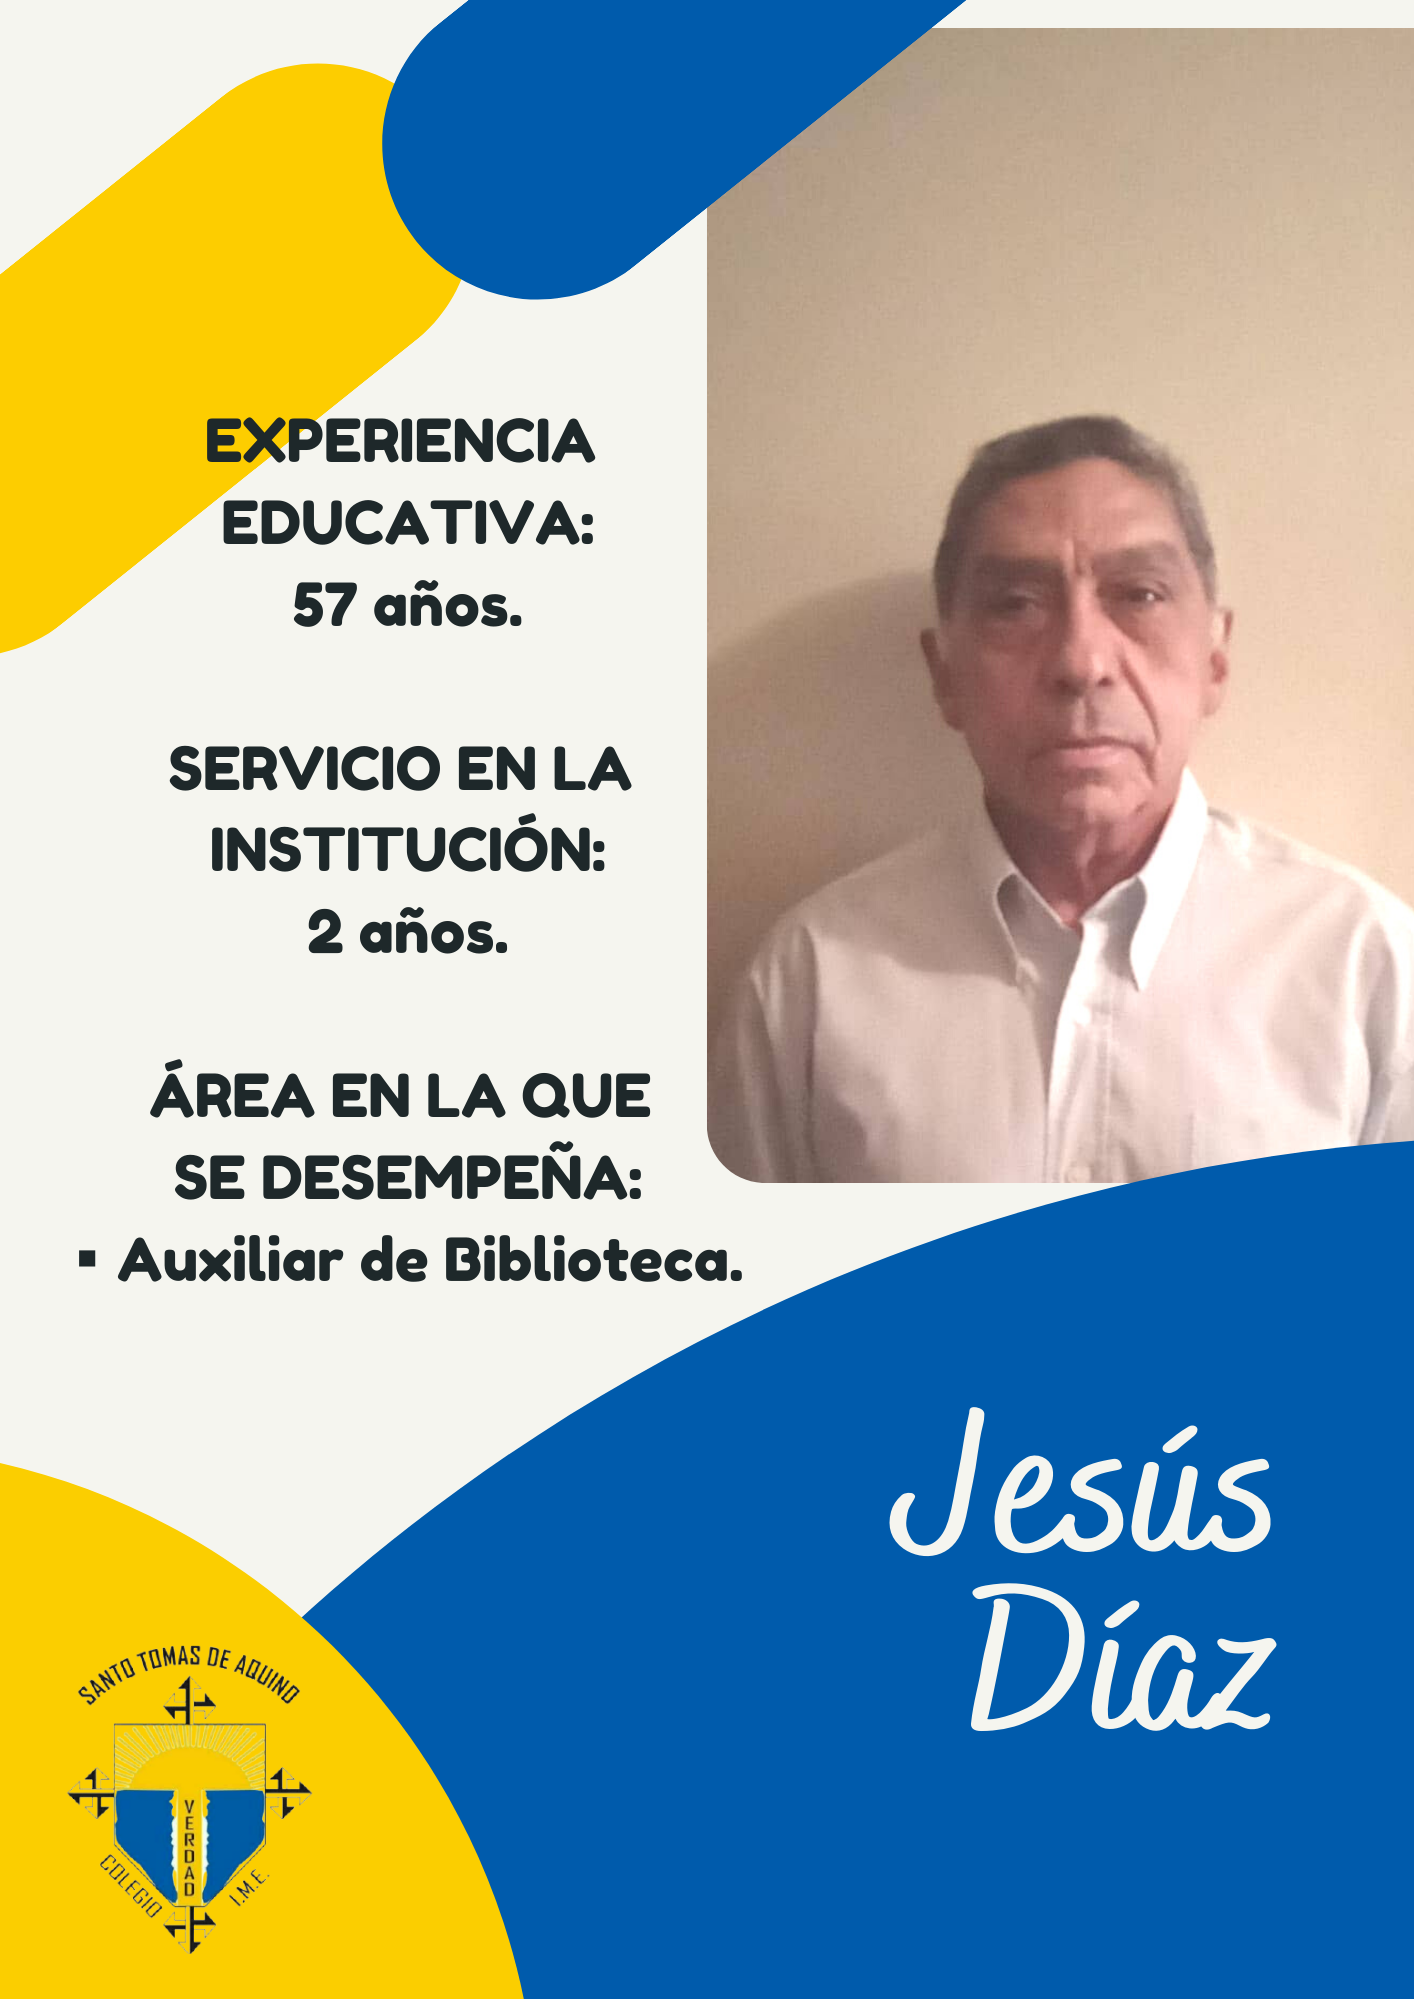 EXPERIENCIA
EDUCATIVA:
57 años.
SERVICIO EN LA
INSTITUCIÓN:
2 años.
ÁREA EN LA QUE
SE DESEMPEÑA:
▪ Auxiliar de Biblioteca.
Jesús
Díaz
SANTO TOMAS DE AQUINO
VERDAD
COLEGIO
I.M.E.